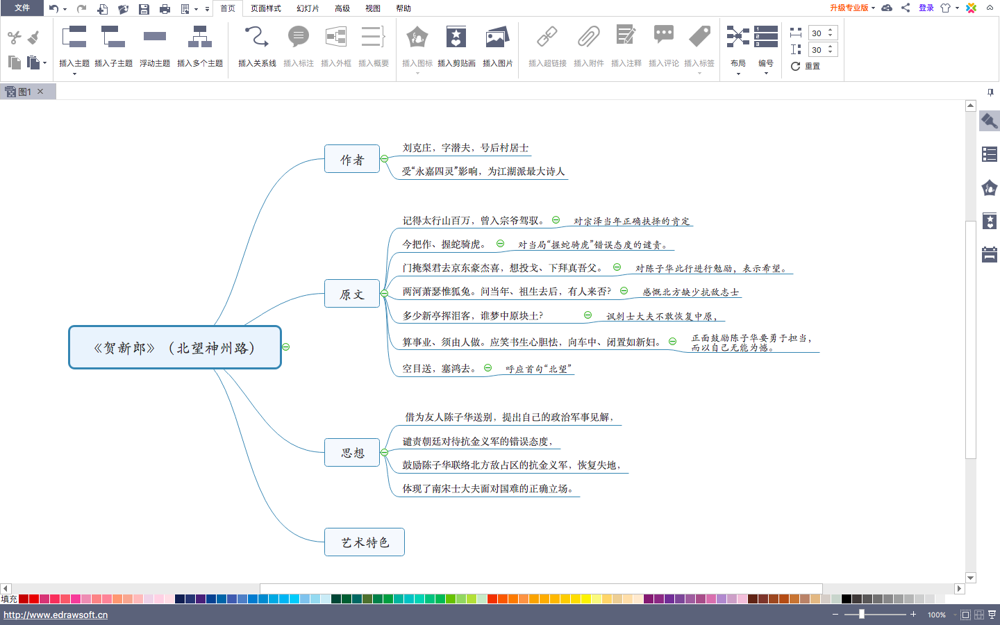 文件
首页
页面样式
幻灯片
高级
视图
帮助
升级专业版
登录
插入主题
插入子主题
浮动主题
插入多个主题
插入关系线
插入标注
插入外框
插入概要
插入图标
插入剪贴画
插入图片
插入超链接
插入附件
插入注释
插入评论
插入标签
布局
编号
30
30
重置
图1
作者
刘克庄，字潜夫，号后村居士
受“永嘉四灵”影响，为江湖派最大诗人
原文
记得太行山百万，曾入宗爷驾驭。
对宗泽当年正确抉择的肯定
今把作、握蛇骑虎。
对当局“握蛇骑虎”错误态度的谴责。
门掩梨君去京东豪杰喜，想投戈、下拜真吾父。
对陈子华此行进行勉励，表示希望。
两河萧瑟惟狐兔。问当年、祖生去后，有人来否？
感慨北方缺少抗敌志士
多少新亭挥泪客，谁梦中原块土？
讽刺士大夫不敢恢复中原，
算事业、须由人做。应笑书生心胆怯，向车中、闭置如新妇。
正面鼓励陈子华要勇于担当，
而以自己无能为憾。
空目送，塞鸿去。
呼应首句“北望”
《贺新郎》（北望神州路）
思想
借为友人陈子华送别，提出自己的政治军事见解，
谴责朝廷对待抗金义军的错误态度，
鼓励陈子华联络北方敌占区的抗金义军，恢复失地，
体现了南宋士大夫面对国难的正确立场。
艺术特色
填充
http://www.edrawsoft.cn
100%